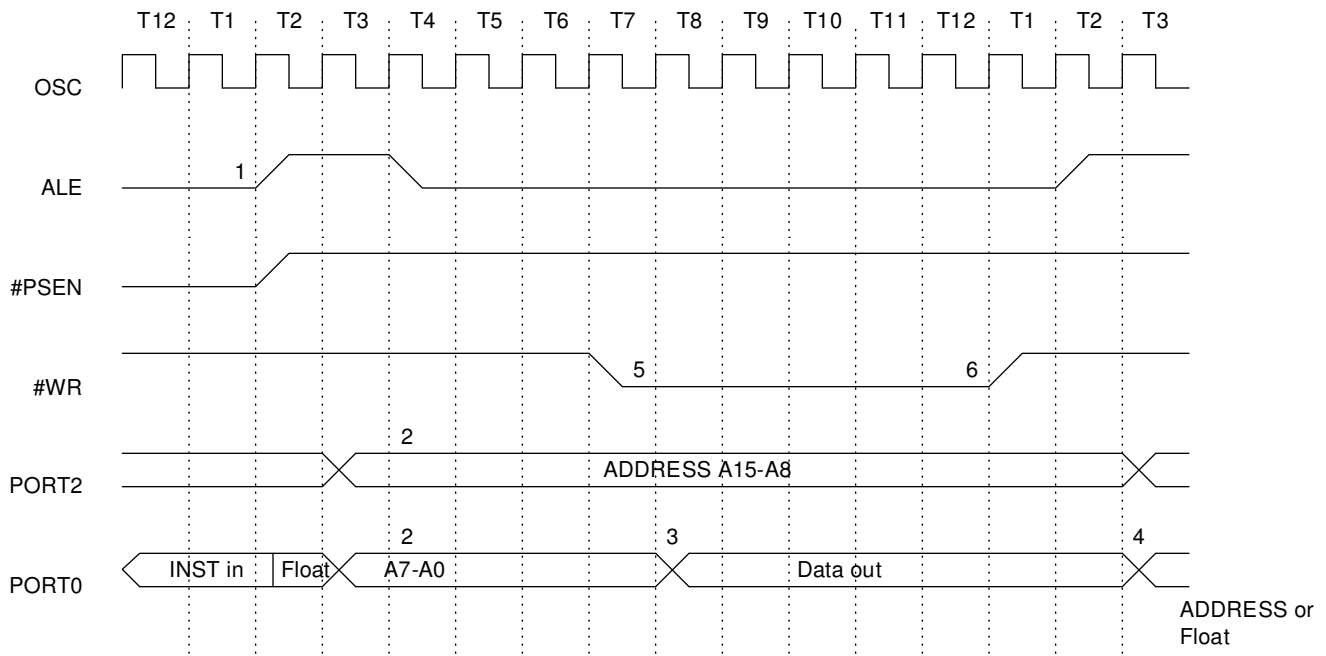 T12 T1 T2 T3 T4 T5 T6 T7 T8 T9 T10 T11 T12 T1 T2 T3
OSC
1
ALE
#PSEN
5 6
#WR
2
ADDRESS A15-A8
PORT2
2 3 4
INST in Float A7-A0 Data out
PORT0
ADDRESS or
Float